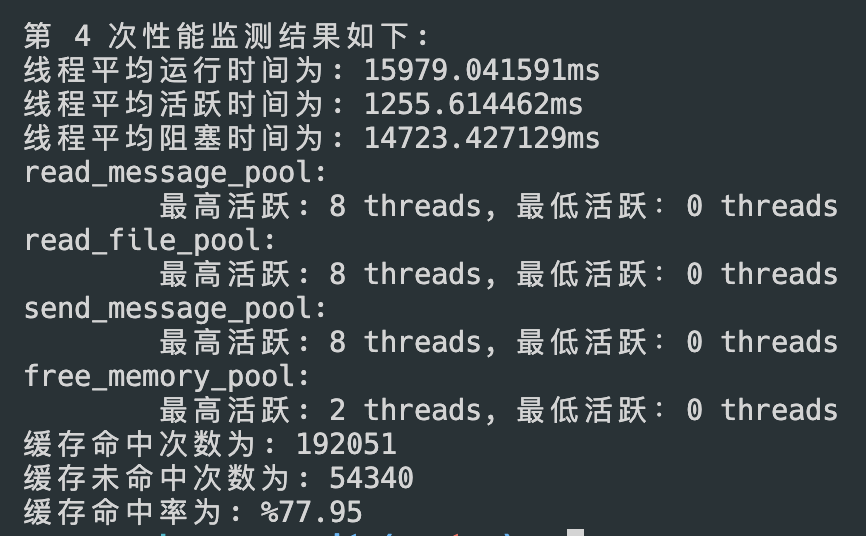 第 4 次性能监测结果如下:
线程平均运行时间为: 15979.041591ms
线程平均活跃时间为: 1255.614462ms
线程平均阻塞时间为: 14723.427129ms
read_message_pool:
最高活跃: 8 threads, 最低活跃: 0 threads
read_file_pool:
最高活跃: 8 threads, 最低活跃: 0 threads
send_message_pool:
最高活跃: 8 threads, 最低活跃: 0 threads
free_memory_pool:
最高活跃: 2 threads, 最低活跃: 0 threads
缓存命中次数为: 192051
缓存未命中次数为: 54340
缓存命中率为: %77.95